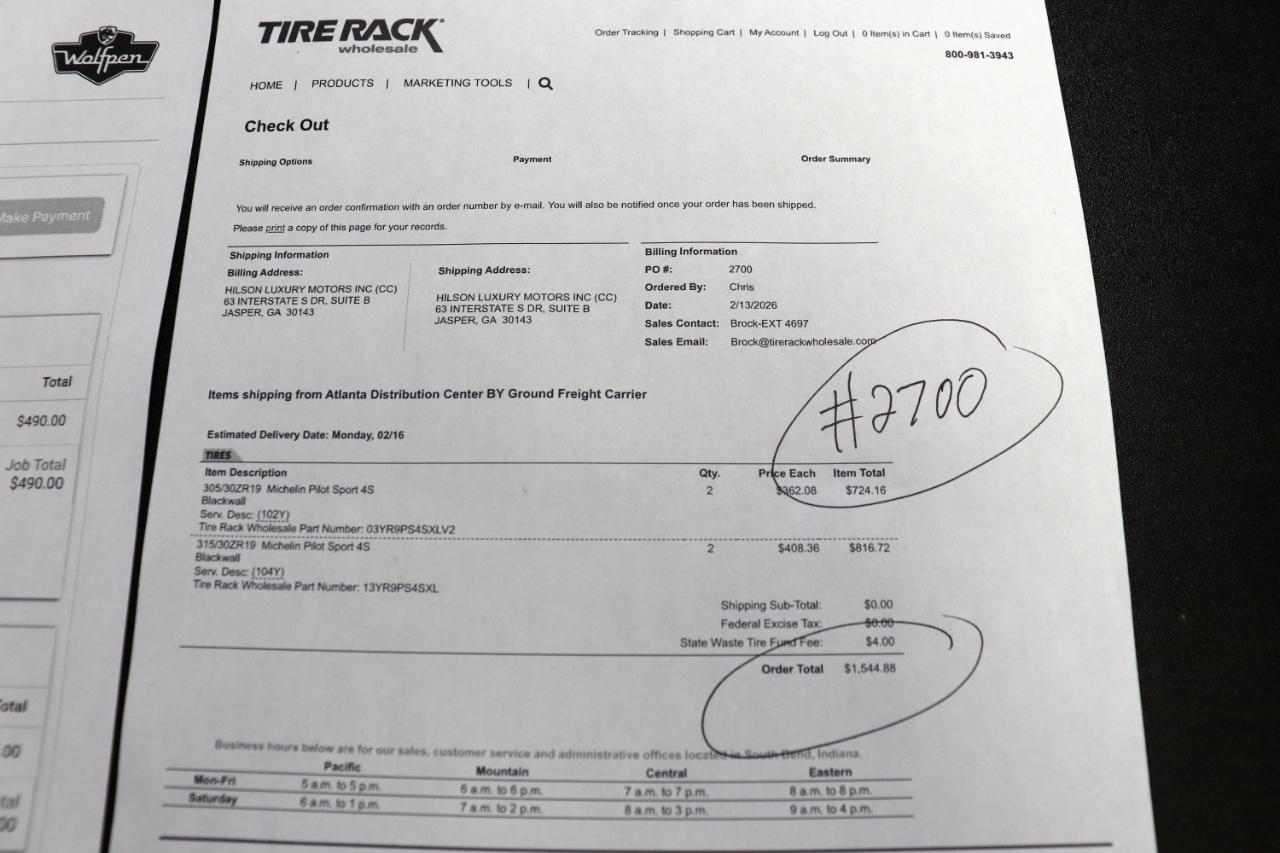 Wolfpen
Make Payment
Total
$490.00
Job Total
$490.00
TIRE RACK
wholesale
Order Tracking | Shopping Cart | My Account | Log Out | 0 Item(s) in Cart | 0 Item(s) Saved
800-981-3943
HOME | PRODUCTS | MARKETING TOOLS |
Check Out
Shipping Options Payment Order Summary
You will receive an order confirmation with an order number by e-mail. You will also be notified once your order has been shipped.
Please print a copy of this page for your records.
Shipping Information
Billing Address:
HILSON LUXURY MOTORS INC (CC)
63 INTERSTATE S DR, SUITE B
JASPER, GA 30143
Shipping Address:
HILSON LUXURY MOTORS INC (CC)
63 INTERSTATE S DR, SUITE B
JASPER, GA 30143
Billing Information
PO #: 2700
Ordered By: Chris
Date: 2/13/2026
Sales Contact: Brock-EXT 4697
Sales Email: Brock@tirerackwholesale.com
#2700
Items shipping from Atlanta Distribution Center BY Ground Freight Carrier
Estimated Delivery Date: Monday, 02/16
TIRES
Item Description Qty. Price Each Item Total
305/30ZR19 Michelin Pilot Sport 4S 2 $362.08 $724.16
Blackwall
Serv. Desc: (102Y)
Tire Rack Wholesale Part Number: 03YR9PS4SXLV2
315/30ZR19 Michelin Pilot Sport 4S 2 $408.36 $816.72
Blackwall
Serv. Desc: (104Y)
Tire Rack Wholesale Part Number: 13YR9PS4SXL
Shipping Sub-Total: $0.00
Federal Excise Tax: $0.00
State Waste Tire Fund Fee: $4.00
Order Total $1,544.88
Business hours below are for our sales, customer service and administrative offices located in South Bend, Indiana.
Pacific Mountain Central Eastern
Mon-Fri 5 a.m. to 5 p.m. 6 a.m. to 6 p.m. 7 a.m. to 7 p.m. 8 a.m. to 8 p.m.
Saturday 6 a.m. to 1 p.m. 7 a.m. to 2 p.m. 8 a.m. to 3 p.m. 9 a.m. to 4 p.m.